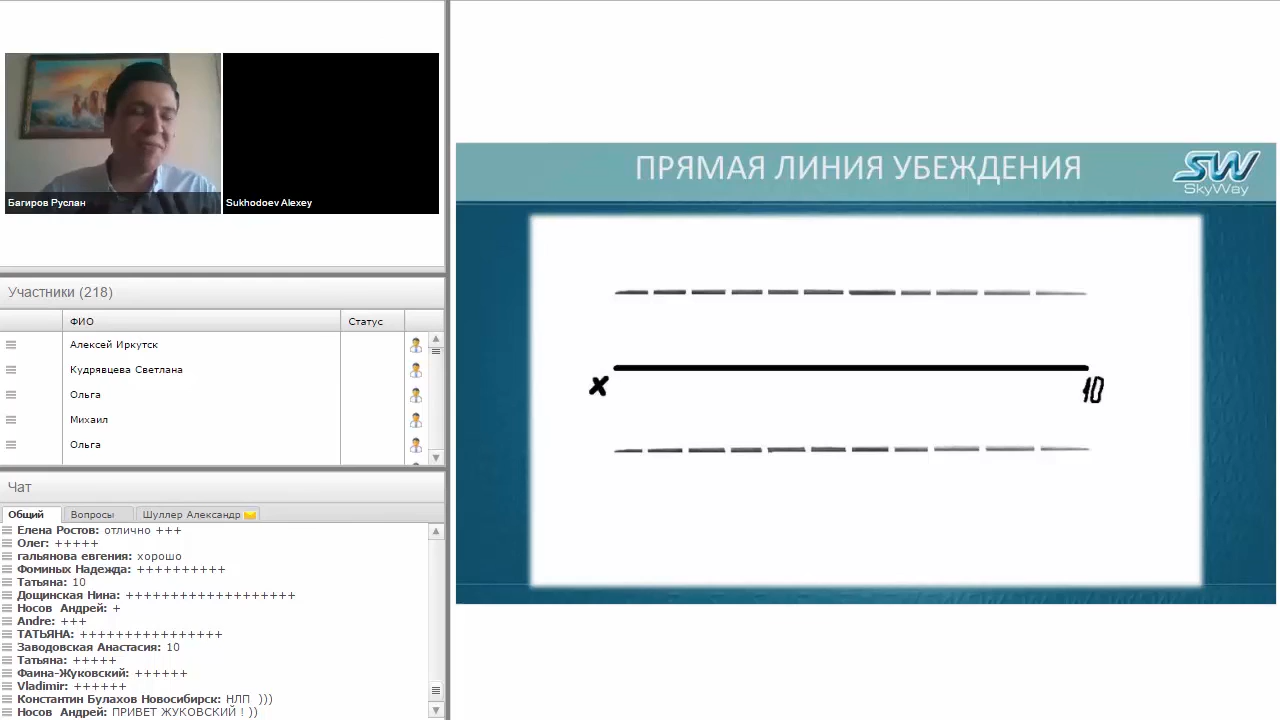 Багиров Руслан
Sukhodoev Alexey
Участники (218)
ФИО Статус
Алексей Иркутск
Кудрявцева Светлана
Ольга
Михаил
Ольга
Чат
Общий Вопросы Шуллер Александр
Елена Ростов: отлично +++
Олег: +++++
гальянова евгения: хорошо
Фоминых Надежда: ++++++++++
Татьяна: 10
Дощинская Нина: +++++++++++++++++++
Носов Андрей: +
Andre: +++
ТАТЬЯНА: ++++++++++++++++
Заводовская Анастасия: 10
Татьяна: +++++
Фаина-Жуковский: ++++++
Vladimir: ++++++
Константин Булахов Новосибирск: НЛП )))
Носов Андрей: ПРИВЕТ ЖУКОВСКИЙ ! ))
ПРЯМАЯ ЛИНИЯ УБЕЖДЕНИЯ
SW
SkyWay
x 10